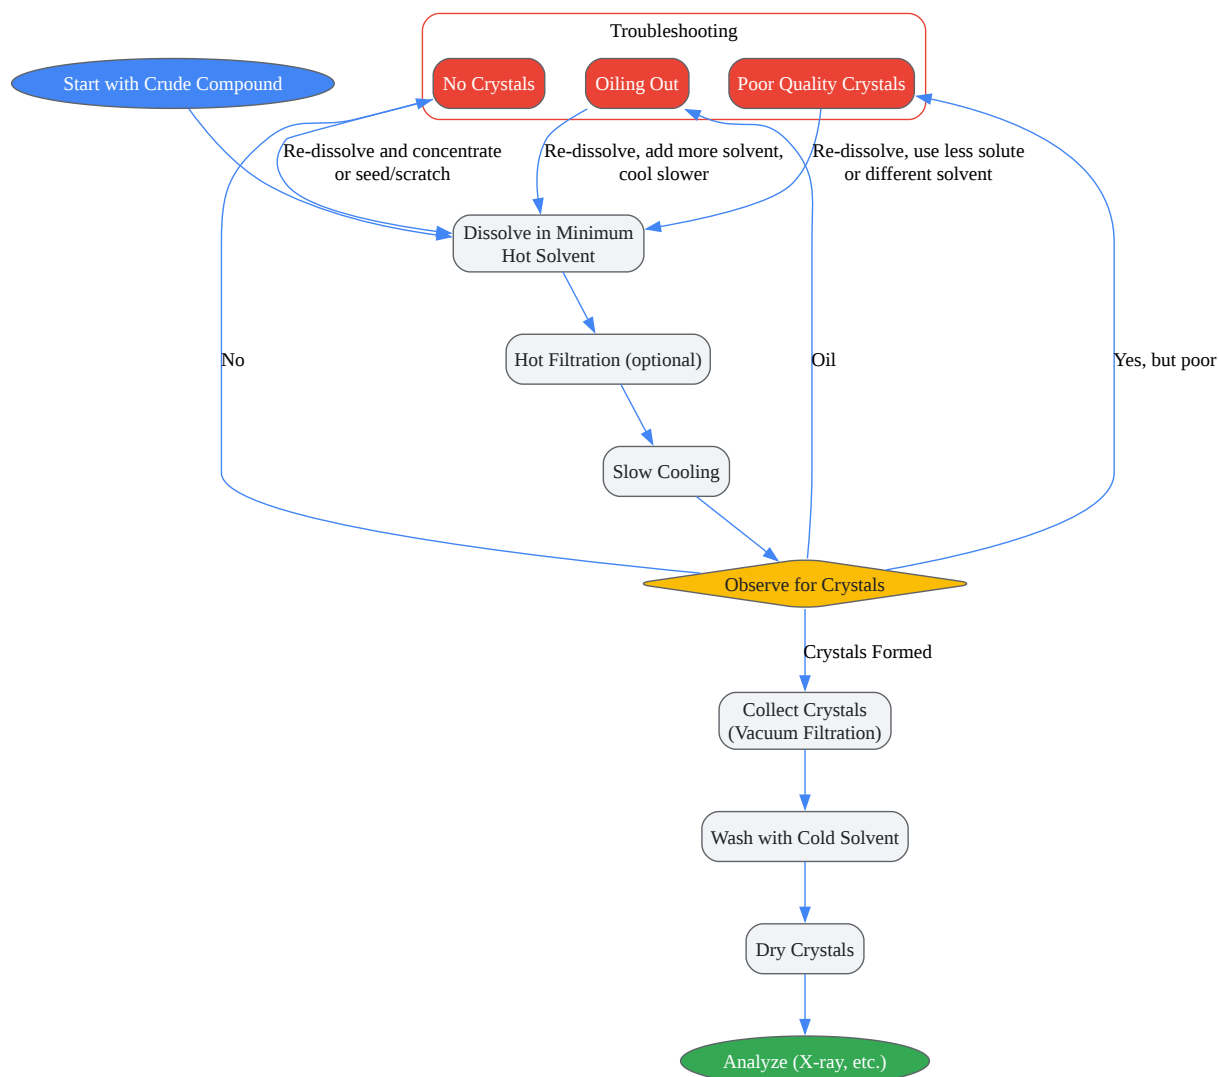 Troubleshooting
Start with Crude Compound
No Crystals
Oiling Out
Poor Quality Crystals
Re-dissolve and concentrate
or seed/scratch
Re-dissolve, add more solvent,
cool slower
Re-dissolve, use less solute
or different solvent
Dissolve in Minimum
Hot Solvent
No
Hot Filtration (optional)
Oil
Yes, but poor
Slow Cooling
Observe for Crystals
Crystals Formed
Collect Crystals
(Vacuum Filtration)
Wash with Cold Solvent
Dry Crystals
Analyze (X-ray, etc.)